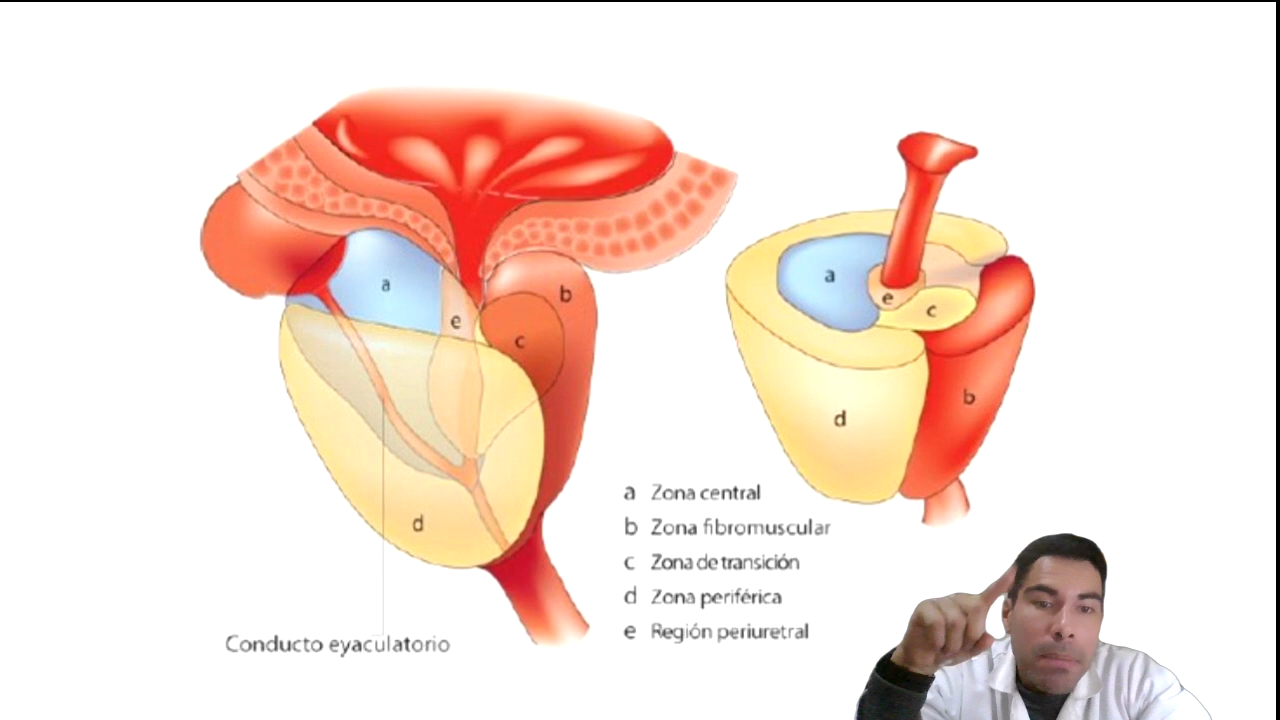 a
b
c
e
d
a
e
c
b
d
a Zona central
b Zona fibromuscular
c Zona de transición
d Zona periférica
e Región periuretral
Conducto eyaculatorio